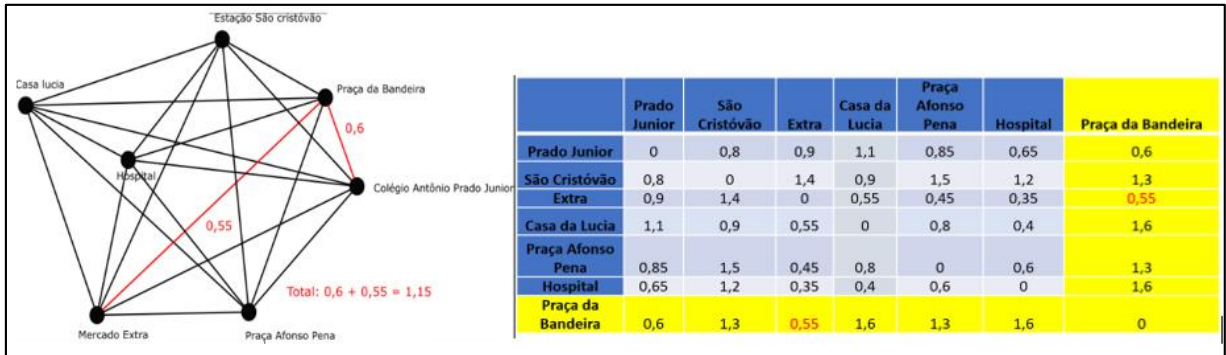 Estação São cristóvão
Casa lucia
Praça da Bandeira
0,6
Hospital
Colégio Antônio Prado Junior
0,55
Total: 0,6 + 0,55 = 1,15
Mercado Extra
Praça Afonso Pena
Prado Junior São Cristóvão Extra Casa da Lucia Praça Afonso Pena Hospital Praça da Bandeira
Prado Junior 0 0,8 0,9 1,1 0,85 0,65 0,6
São Cristóvão 0,8 0 1,4 0,9 1,5 1,2 1,3
Extra 0,9 1,4 0 0,55 0,45 0,35 0,55
Casa da Lucia 1,1 0,9 0,55 0 0,8 0,4 1,6
Praça Afonso Pena 0,85 1,5 0,45 0,8 0 0,6 1,3
Hospital 0,65 1,2 0,35 0,4 0,6 0 1,6
Praça da Bandeira 0,6 1,3 0,55 1,6 1,3 1,6 0